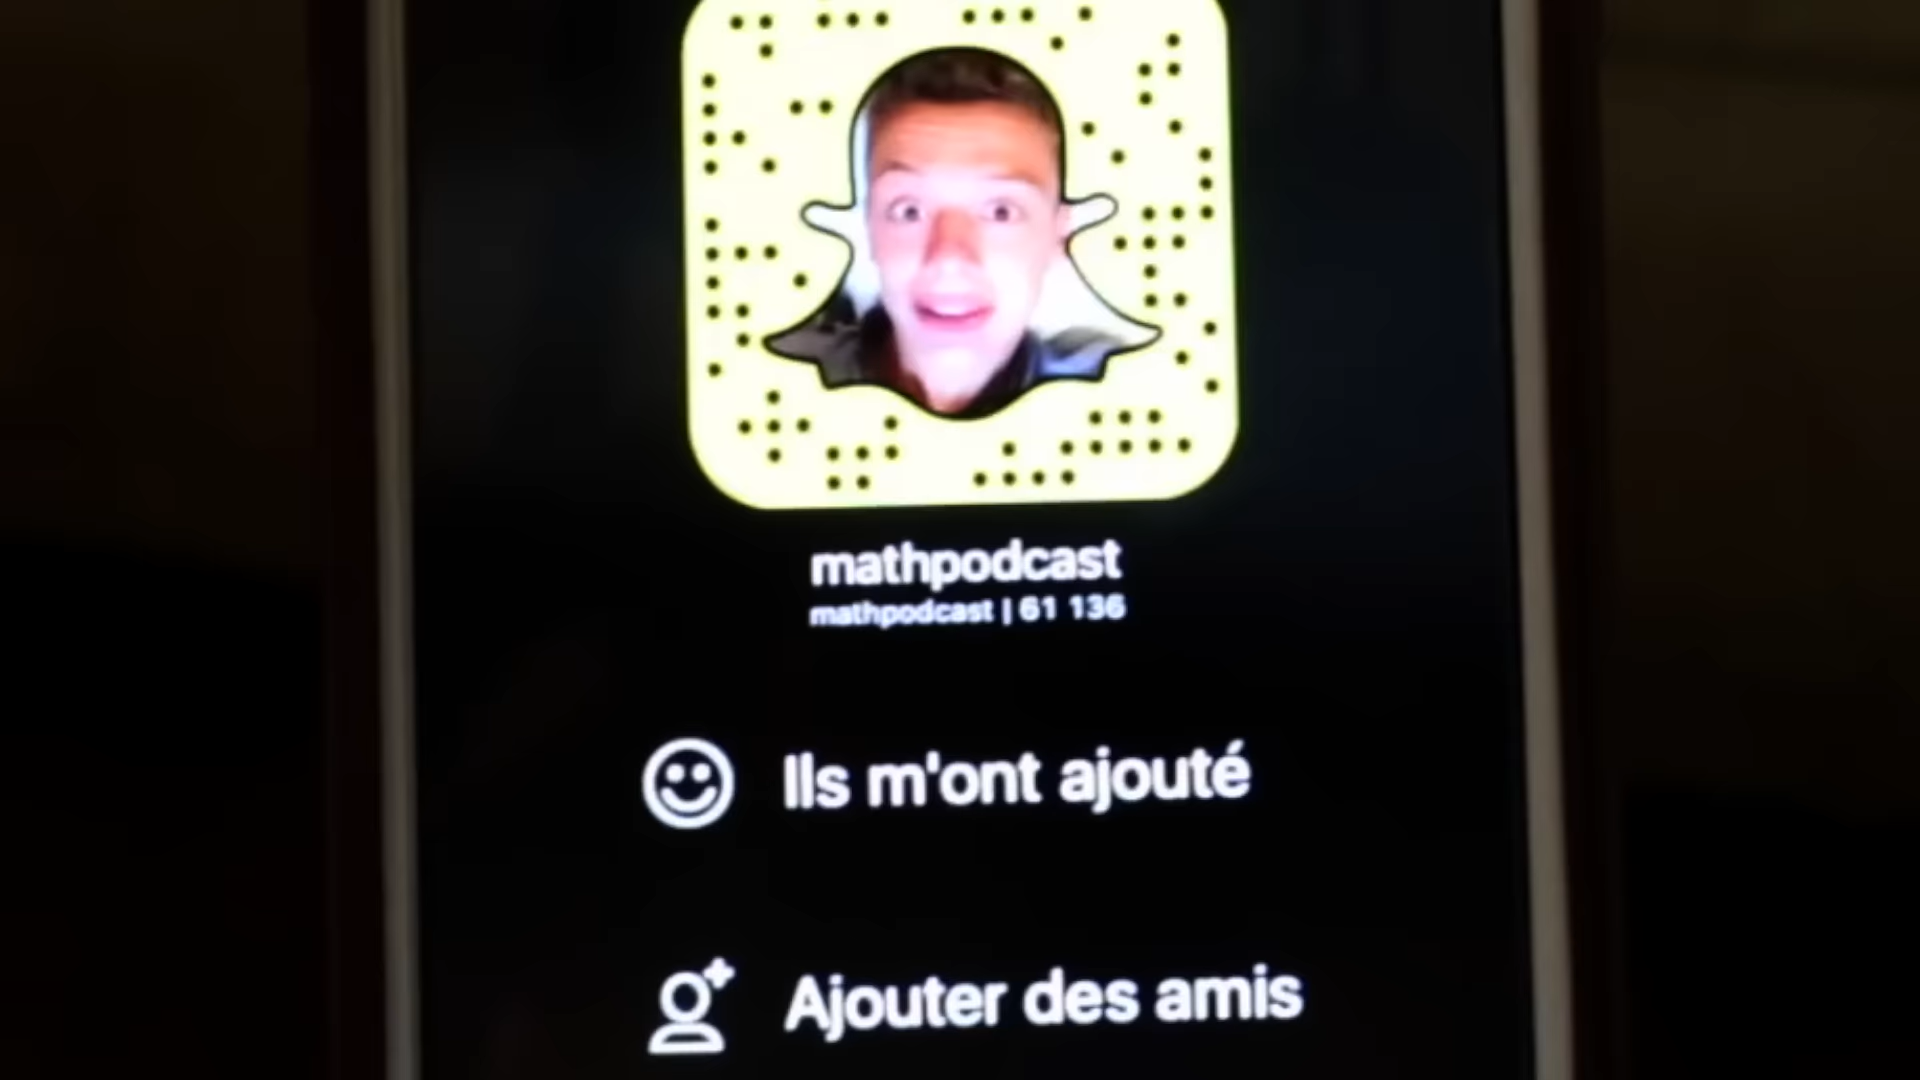 mathpodcast
mathpodcast | 61 136
Ils m'ont ajouté
Ajouter des amis